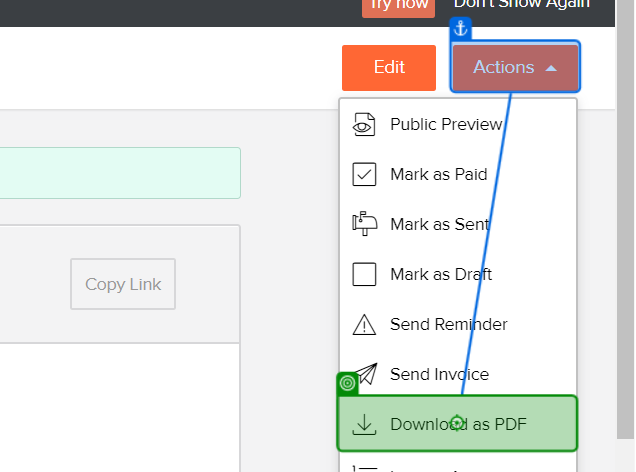 Try now
Don't Show Again
Edit
Actions
Public Preview
Mark as Paid
Mark as Sent
Mark as Draft
Copy Link
Send Reminder
Send Invoice
Download as PDF